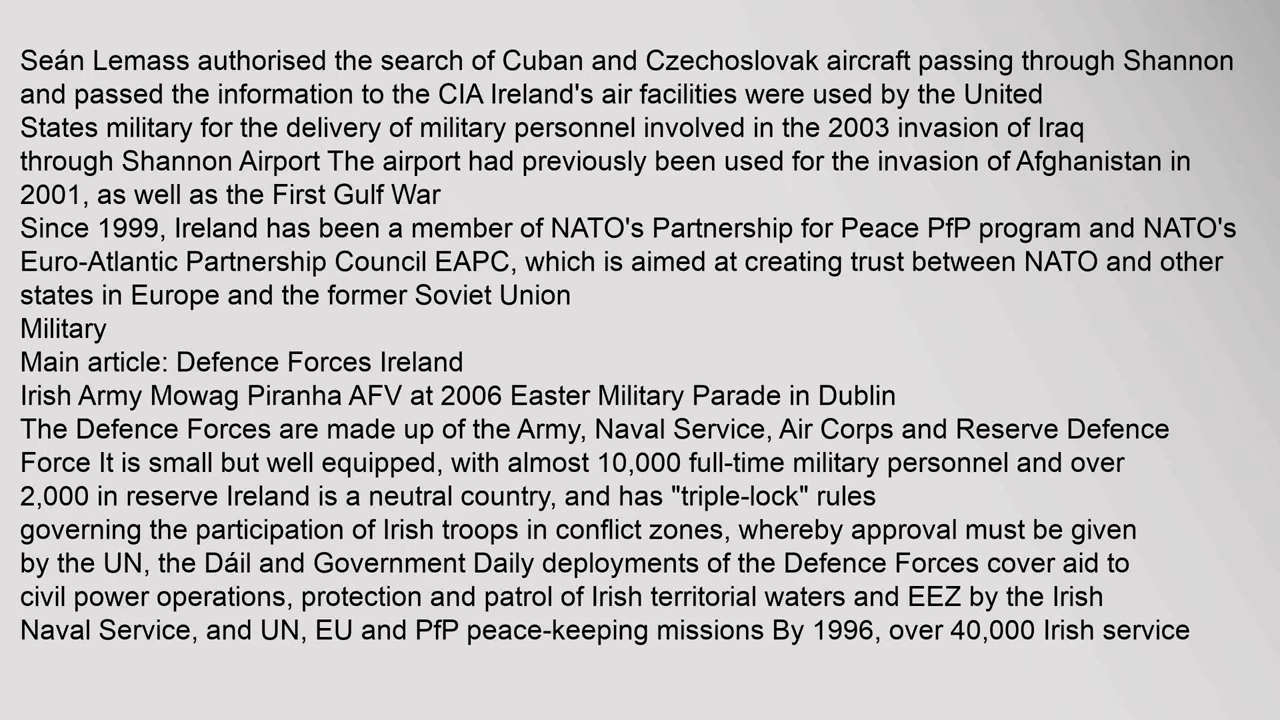 Seán Lemass authorised the search of Cuban and Czechoslovak aircraft passing through Shannon
and passed the information to the CIA Ireland's air facilities were used by the United
States military for the delivery of military personnel involved in the 2003 invasion of Iraq
through Shannon Airport The airport had previously been used for the invasion of Afghanistan in
2001, as well as the First Gulf War
Since 1999, Ireland has been a member of NATO's Partnership for Peace PfP program and NATO's
Euro-Atlantic Partnership Council EAPC, which is aimed at creating trust between NATO and other
states in Europe and the former Soviet Union
Military
Main article: Defence Forces Ireland
Irish Army Mowag Piranha AFV at 2006 Easter Military Parade in Dublin
The Defence Forces are made up of the Army, Naval Service, Air Corps and Reserve Defence
Force It is small but well equipped, with almost 10,000 full-time military personnel and over
2,000 in reserve Ireland is a neutral country, and has "triple-lock" rules
governing the participation of Irish troops in conflict zones, whereby approval must be given
by the UN, the Dáil and Government Daily deployments of the Defence Forces cover aid to
civil power operations, protection and patrol of Irish territorial waters and EEZ by the Irish
Naval Service, and UN, EU and PfP peace-keeping missions By 1996, over 40,000 Irish service